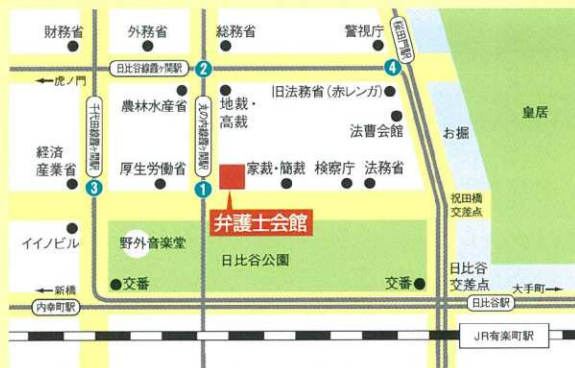 財務省
外務省
総務省
警視庁
桜田門駅
日比谷線霞ヶ関駅
2
4
←虎ノ門
農林水産省
地裁・
高裁
旧法務省(赤レンガ)
皇居
千代田線霞ヶ関駅
丸の内線霞ヶ関駅
法曹会館
お堀
経済
産業省
厚生労働省
家裁・簡裁
検察庁
法務省
3
1
祝田橋
交差点
弁護士会館
イイノビル
野外音楽堂
日比谷公園
日比谷
交差点
←新橋
交番
交番
大手町→
内幸町駅
日比谷駅
JR有楽町駅